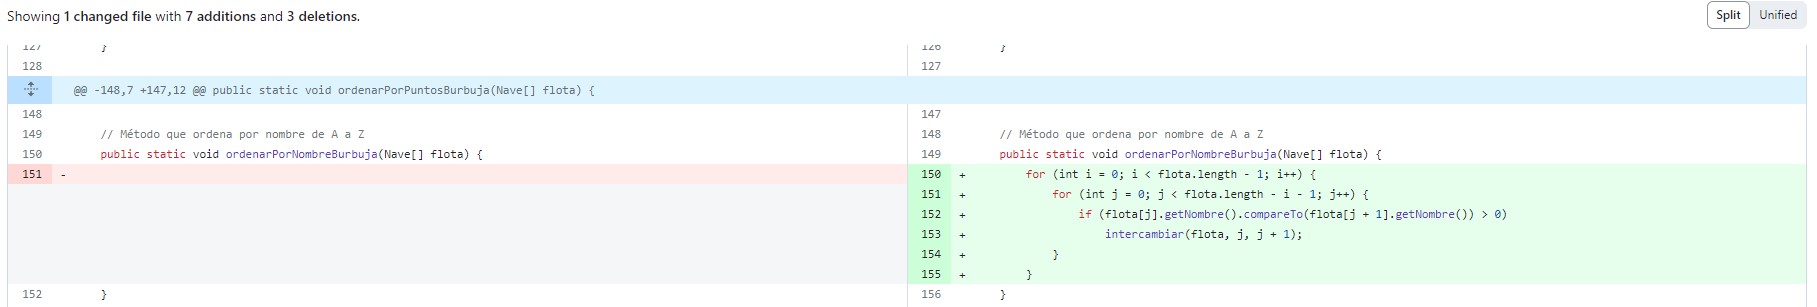 Showing 1 changed file with 7 additions and 3 deletions.
Split Unified
127 } 126 }
128 127
@@ -148,7 +147,12 @@ public static void ordenarPorPuntosBurbuja(Nave[] flota) {
148 147
149 // Método que ordena por nombre de A a Z 148 // Método que ordena por nombre de A a Z
150 public static void ordenarPorNombreBurbuja(Nave[] flota) { 149 public static void ordenarPorNombreBurbuja(Nave[] flota) {
151 - 150 + for (int i = 0; i < flota.length - 1; i++) {
151 + for (int j = 0; j < flota.length - i - 1; j++) {
152 + if (flota[j].getNombre().compareTo(flota[j + 1].getNombre()) > 0)
153 + intercambiar(flota, j, j + 1);
154 + }
155 + }
152 } 156 }